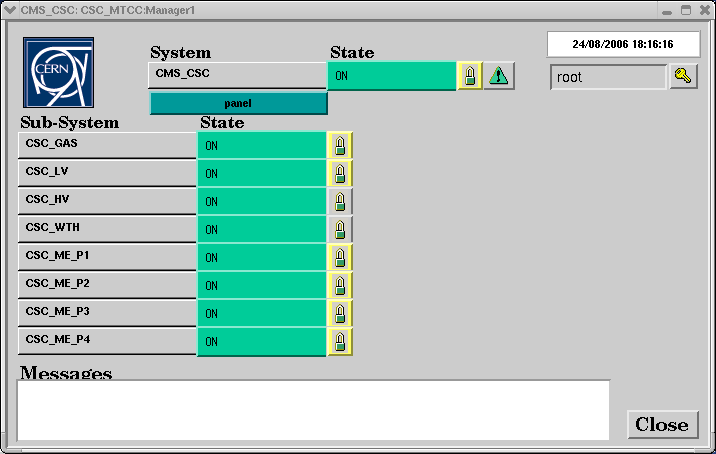 CMS_CSC: CSC_MTCC:Manager1
24/08/2006 18:16:16
CERN
System State
CMS_CSC ON
root
panel
Sub-System State
CSC_GAS ON
CSC_LV ON
CSC_HV ON
CSC_WTH ON
CSC_ME_P1 ON
CSC_ME_P2 ON
CSC_ME_P3 ON
CSC_ME_P4 ON
Messages
Close